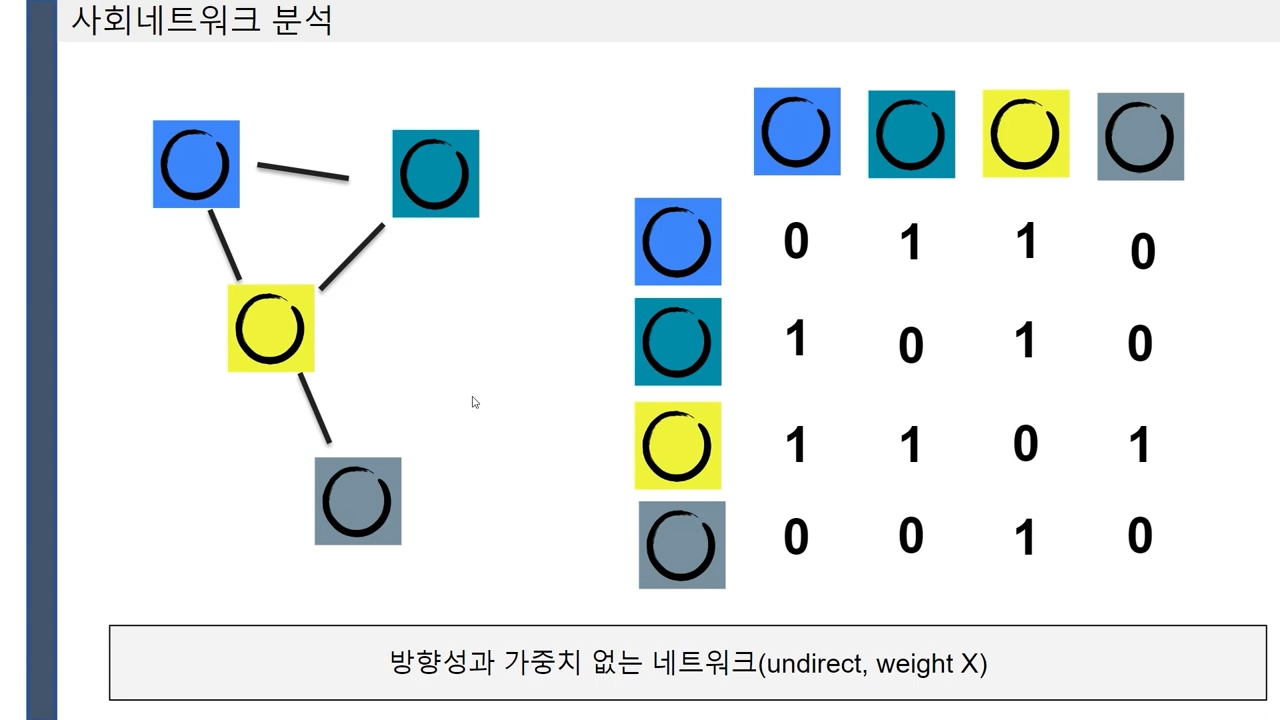 사회네트워크 분석
0 1 1 0
1 0 1 0
1 1 0 1
0 0 1 0
방향성과 가중치 없는 네트워크(undirect, weight X)